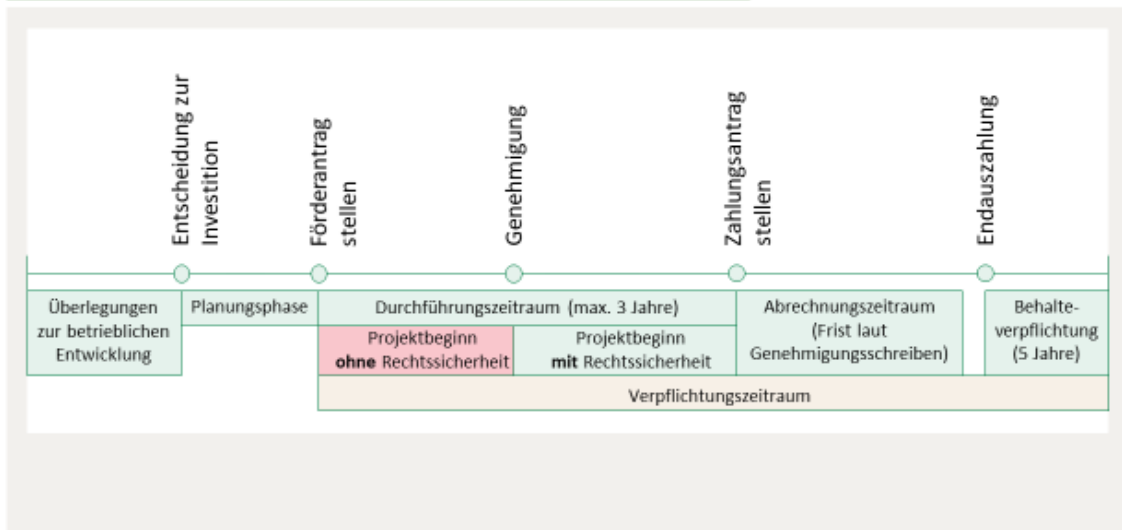 Entscheidung zur
Investition
Förderantrag
stellen
Genehmigung
Zahlungsantrag
stellen
Endauszahlung
Überlegungen
zur betrieblichen
Entwicklung
Planungsphase
Durchführungszeitraum (max. 3 Jahre)
Projektbeginn
ohne Rechtssicherheit
Projektbeginn
mit Rechtssicherheit
Abrechnungszeitraum
(Frist laut
Genehmigungsschreiben)
Behalte-
verpflichtung
(5 Jahre)
Verpflichtungszeitraum